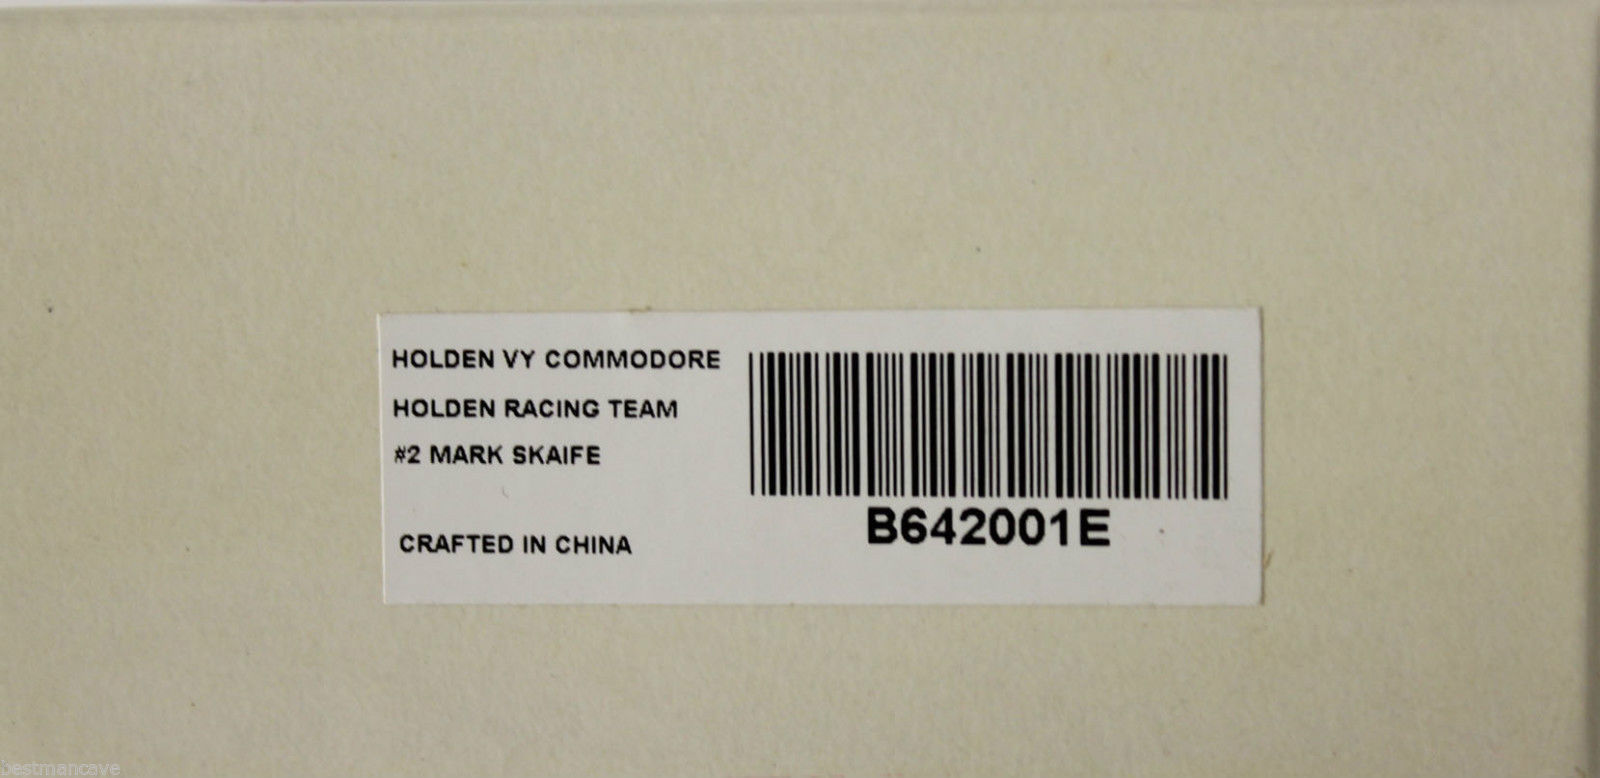 HOLDEN VY COMMODORE
HOLDEN RACING TEAM
#2 MARK SKAIFE
CRAFTED IN CHINA
B642001E
bestmancave